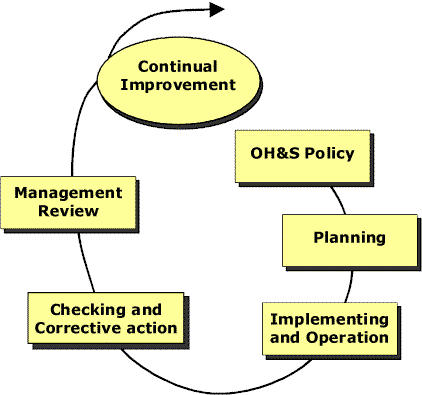 Continual
Improvement
OH&S Policy
Management
Review
Planning
Checking and
Corrective action
Implementing
and Operation